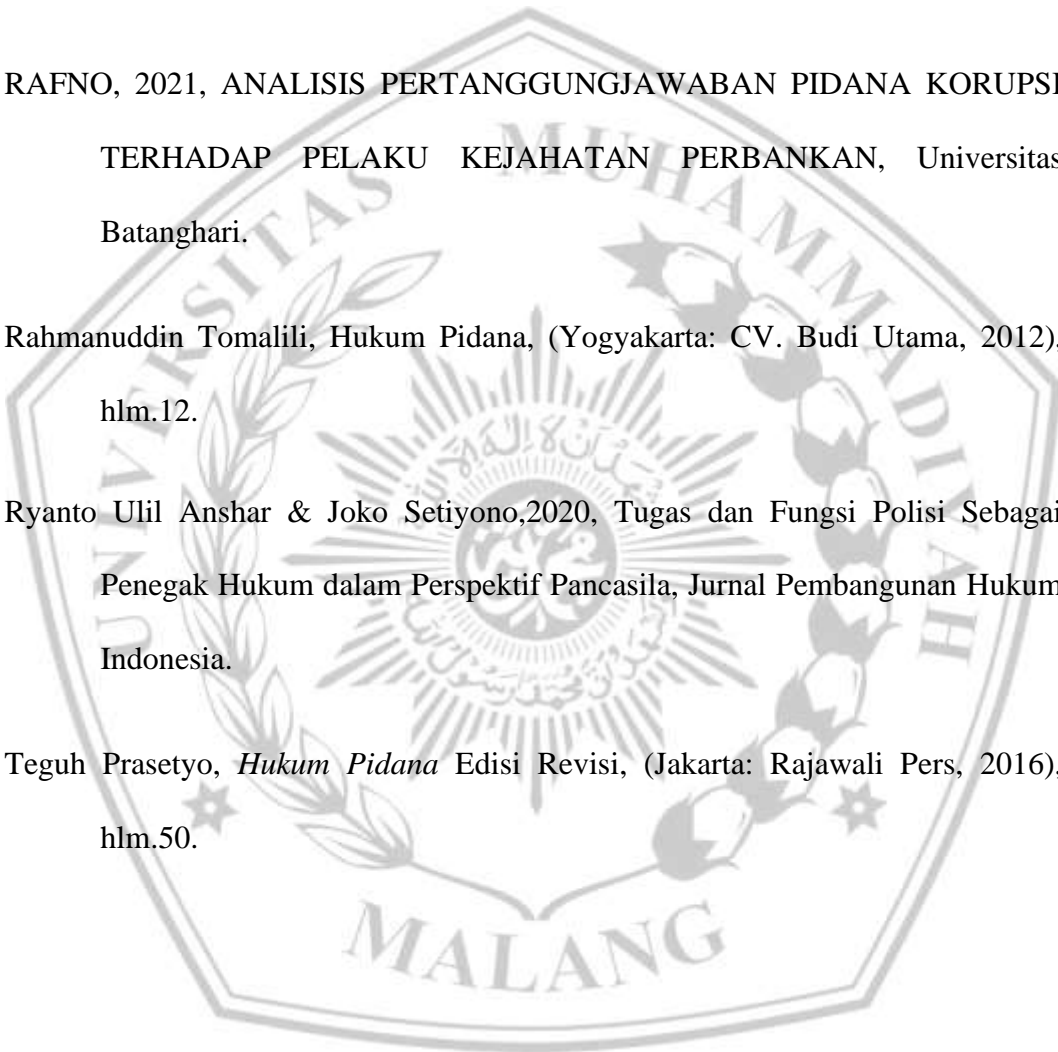 RAFNO, 2021, ANALISIS PERTANGGUNGJAWABAN PIDANA KORUPSI
TERHADAP PELAKU KEJAHATAN PERBANKAN, Universitas
Batanghari.
Rahmanuddin Tomalili, Hukum Pidana, (Yogyakarta: CV. Budi Utama, 2012),
hlm.12.
Ryanto Ulil Anshar & Joko Setiyono,2020, Tugas dan Fungsi Polisi Sebagai
Penegak Hukum dalam Perspektif Pancasila, Jurnal Pembangunan Hukum
Indonesia.
Teguh Prasetyo, Hukum Pidana Edisi Revisi, (Jakarta: Rajawali Pers, 2016),
hlm.50.
UNIVERSITAS MUHAMMADIYAH
MALANG